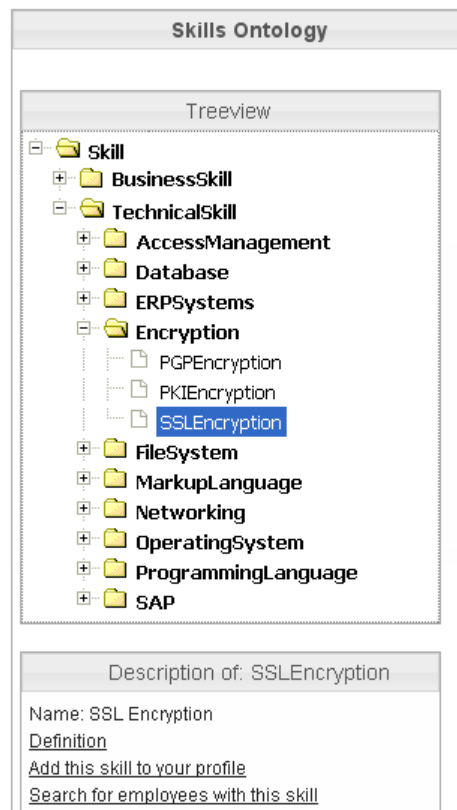 Skills Ontology
Treeview
Skill
BusinessSkill
TechnicalSkill
AccessManagement
Database
ERPSystems
Encryption
PGPEncryption
PKIEncryption
SSLEncryption
FileSystem
MarkupLanguage
Networking
OperatingSystem
ProgrammingLanguage
SAP
Description of: SSLEncryption
Name: SSL Encryption
Definition
Add this skill to your profile
Search for employees with this skill